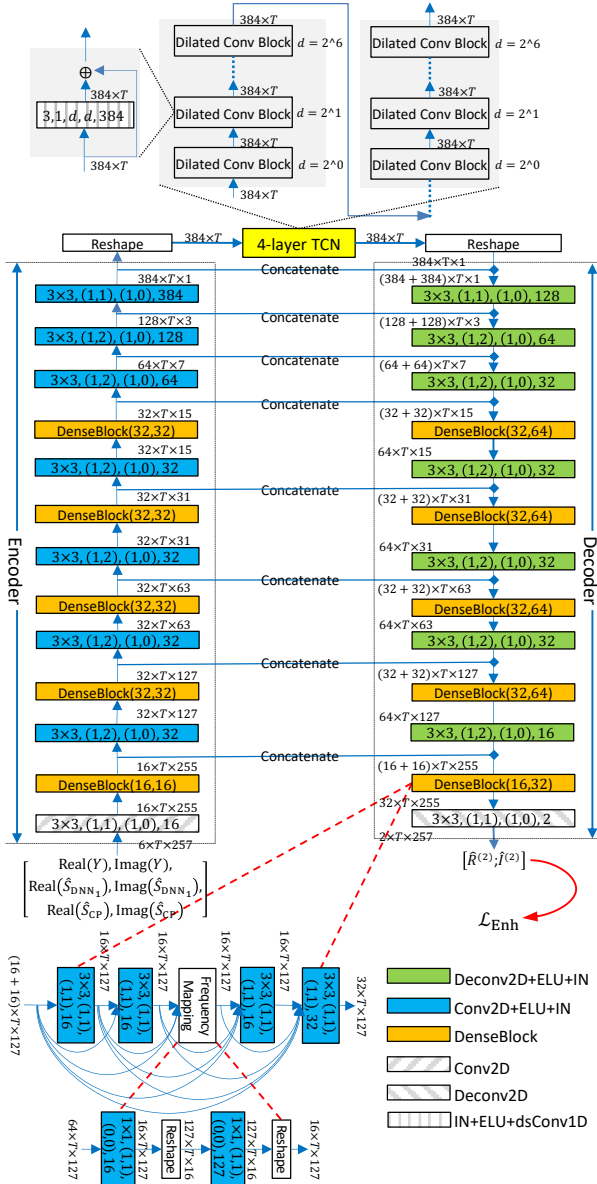 384×T
Dilated Conv Block d = 2^6
Dilated Conv Block d = 2^6
384×T
384×T
⊕
384×T
384×T
3,1,d,d,384
Dilated Conv Block d = 2^1
Dilated Conv Block d = 2^1
384×T
384×T
384×T
Dilated Conv Block d = 2^0
Dilated Conv Block d = 2^0
384×T
Reshape
384×T
4-layer TCN
384×T
Reshape
Encoder
Decoder
Concatenate
384×T×1
384×T×1
(384 + 384)×T×1
3×3, (1,1), (1,0), 384
3×3, (1,1), (1,0), 128
Concatenate
128×T×3
(128 + 128)×T×3
3×3, (1,2), (1,0), 128
3×3, (1,2), (1,0), 64
Concatenate
64×T×7
(64 + 64)×T×7
3×3, (1,2), (1,0), 64
3×3, (1,2), (1,0), 32
Concatenate
32×T×15
(32 + 32)×T×15
DenseBlock(32,32)
DenseBlock(32,64)
32×T×15
64×T×15
3×3, (1,2), (1,0), 32
3×3, (1,2), (1,0), 32
Concatenate
32×T×31
(32 + 32)×T×31
DenseBlock(32,32)
DenseBlock(32,64)
32×T×31
64×T×31
3×3, (1,2), (1,0), 32
3×3, (1,2), (1,0), 32
Concatenate
32×T×63
(32 + 32)×T×63
DenseBlock(32,32)
DenseBlock(32,64)
32×T×63
64×T×63
3×3, (1,2), (1,0), 32
3×3, (1,2), (1,0), 32
Concatenate
32×T×127
(32 + 32)×T×127
DenseBlock(32,32)
DenseBlock(32,64)
32×T×127
64×T×127
3×3, (1,2), (1,0), 32
3×3, (1,2), (1,0), 16
Concatenate
16×T×255
(16 + 16)×T×255
DenseBlock(16,16)
DenseBlock(16,32)
16×T×255
32×T×255
3×3, (1,1), (1,0), 16
3×3, (1,1), (1,0), 2
6×T×257
2×T×257
Real(Y), Imag(Y),
Real(Ŝ_DNN₁), Imag(Ŝ_DNN₁),
Real(Ŝ_CP), Imag(Ŝ_CP)
[R̂⁽²⁾; Î⁽²⁾]
ℒ_Enh
(16 + 16)×T×127
3×3, (1,1), (1,1), 16
16×T×127
3×3, (1,1), (1,1), 16
16×T×127
Frequency Mapping
16×T×127
3×3, (1,1), (1,1), 16
16×T×127
3×3, (1,1), (1,1), 32
32×T×127
64×T×127
1×1, (1,1), (0,0), 16
16×T×127
Reshape
127×T×16
1×1, (1,1), (0,0), 127
127×T×16
Reshape
16×T×127
Deconv2D+ELU+IN
Conv2D+ELU+IN
DenseBlock
Conv2D
Deconv2D
IN+ELU+dsConv1D